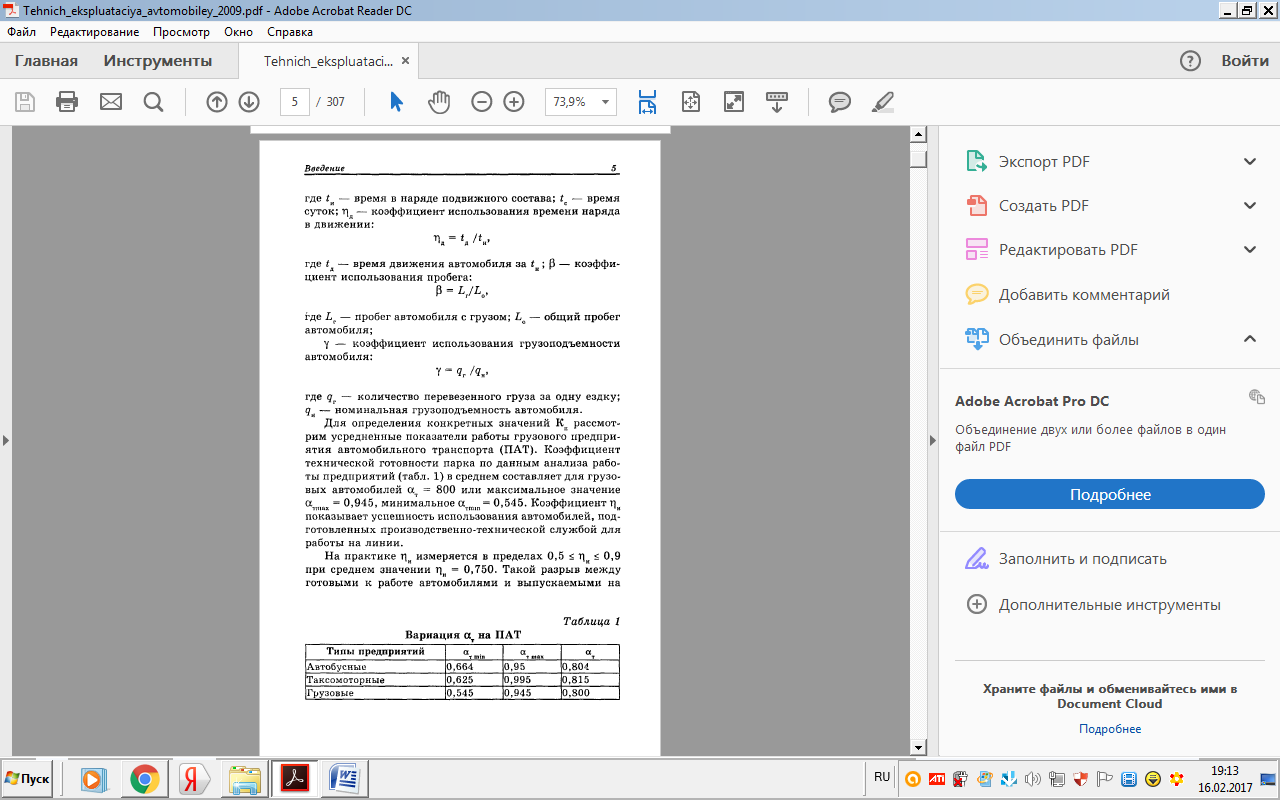 Tehnich_ekspluataciya_avtomobiley_2009.pdf - Adobe Acrobat Reader DC
Файл Редактирование Просмотр Окно Справка
Главная Инструменты Tehnich_ekspluataci... × ? Войти
5 / 307 73,9%
Введение 5
где tн — время в наряде подвижного состава; tс — время
суток; ηд — коэффициент использования времени наряда
в движении:
ηд = tд /tн,
где tд — время движения автомобиля за tн; β — коэффи-
циент использования пробега:
β = Lг/Lо,
где Lг — пробег автомобиля с грузом; Lо — общий пробег
автомобиля;
γ — коэффициент использования грузоподъемности
автомобиля:
γ = qг /qн,
где qг — количество перевезенного груза за одну ездку;
qн — номинальная грузоподъемность автомобиля.
Для определения конкретных значений К рассмот-
рим усредненные показатели работы грузового предпри-
ятия автомобильного транспорта (ПАТ). Коэффициент
технической готовности парка по данным анализа рабо-
ты предприятий (табл. 1) в среднем составляет для грузо-
вых автомобилей αт = 800 или максимальное значение
αтmax = 0,945, минимальное αтmin = 0,545. Коэффициент ηи
показывает успешность использования автомобилей, под-
готовленных производственно-технической службой для
работы на линии.
На практике ηи измеряется в пределах 0,5 ≤ ηи ≤ 0,9
при среднем значении ηи = 0,750. Такой разрыв между
готовыми к работе автомобилями и выпускаемыми на
Таблица 1
Вариация αт на ПАТ
Типы предприятий αт min αт max αт
Автобусные 0,664 0,95 0,804
Таксомоторные 0,625 0,995 0,815
Грузовые 0,545 0,945 0,800
Экспорт PDF
Создать PDF
Редактировать PDF
Добавить комментарий
Объединить файлы
Adobe Acrobat Pro DC
Объединение двух или более файлов в один
файл PDF
Подробнее
Заполнить и подписать
Дополнительные инструменты
Храните файлы и обменивайтесь ими в
Document Cloud
Подробнее
Пуск RU 19:13
16.02.2017